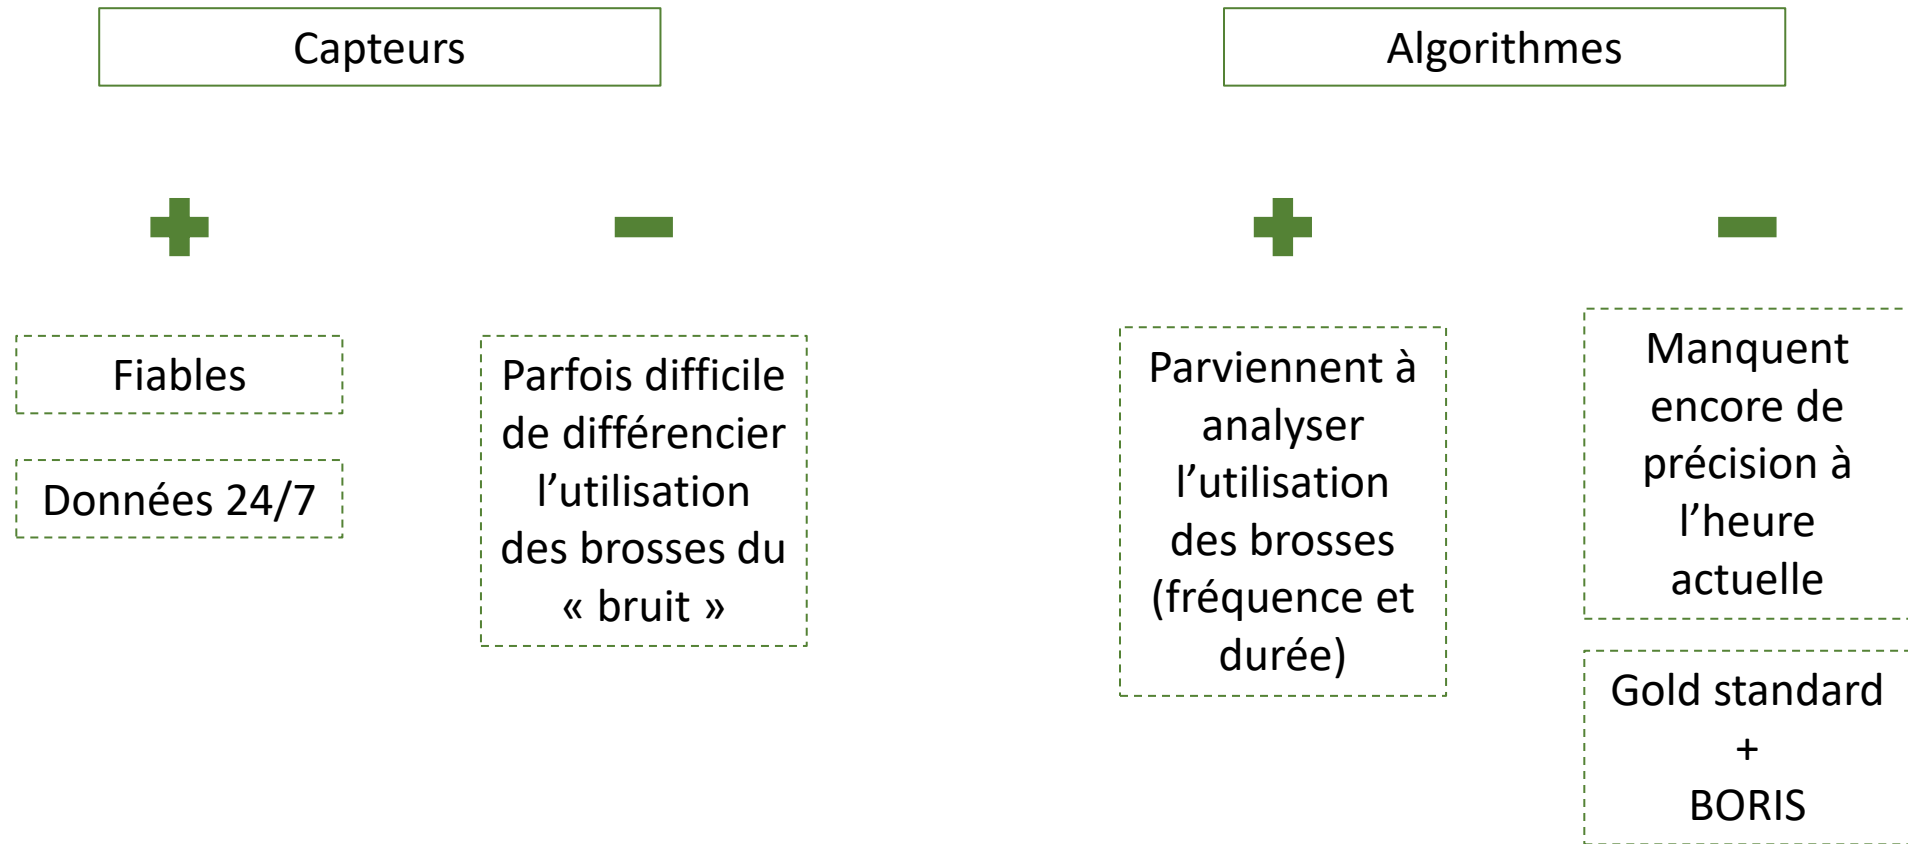 Capteurs
Fiables
Données 24/7
Parfois difficile
de différencier
l’utilisation
des brosses du
« bruit »
Algorithmes
Parviennent à
analyser
l’utilisation
des brosses
(fréquence et
durée)
Manquent
encore de
précision à
l’heure
actuelle
Gold standard
+
BORIS